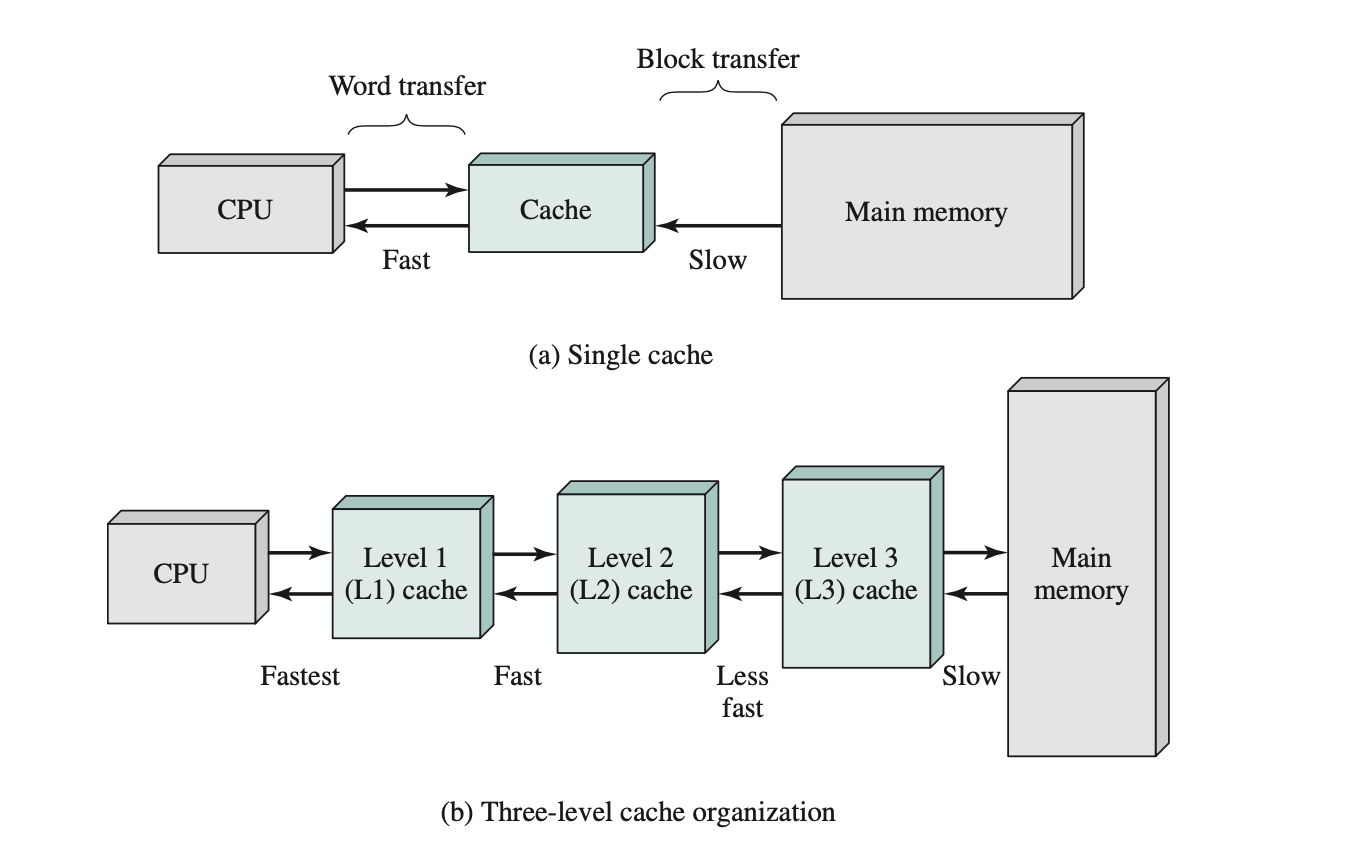 Block transfer
Word transfer
CPU
Cache
Main memory
Fast
Slow
(a) Single cache
CPU
Level 1
(L1) cache
Level 2
(L2) cache
Level 3
(L3) cache
Main
memory
Fastest
Fast
Less
fast
Slow
(b) Three-level cache organization